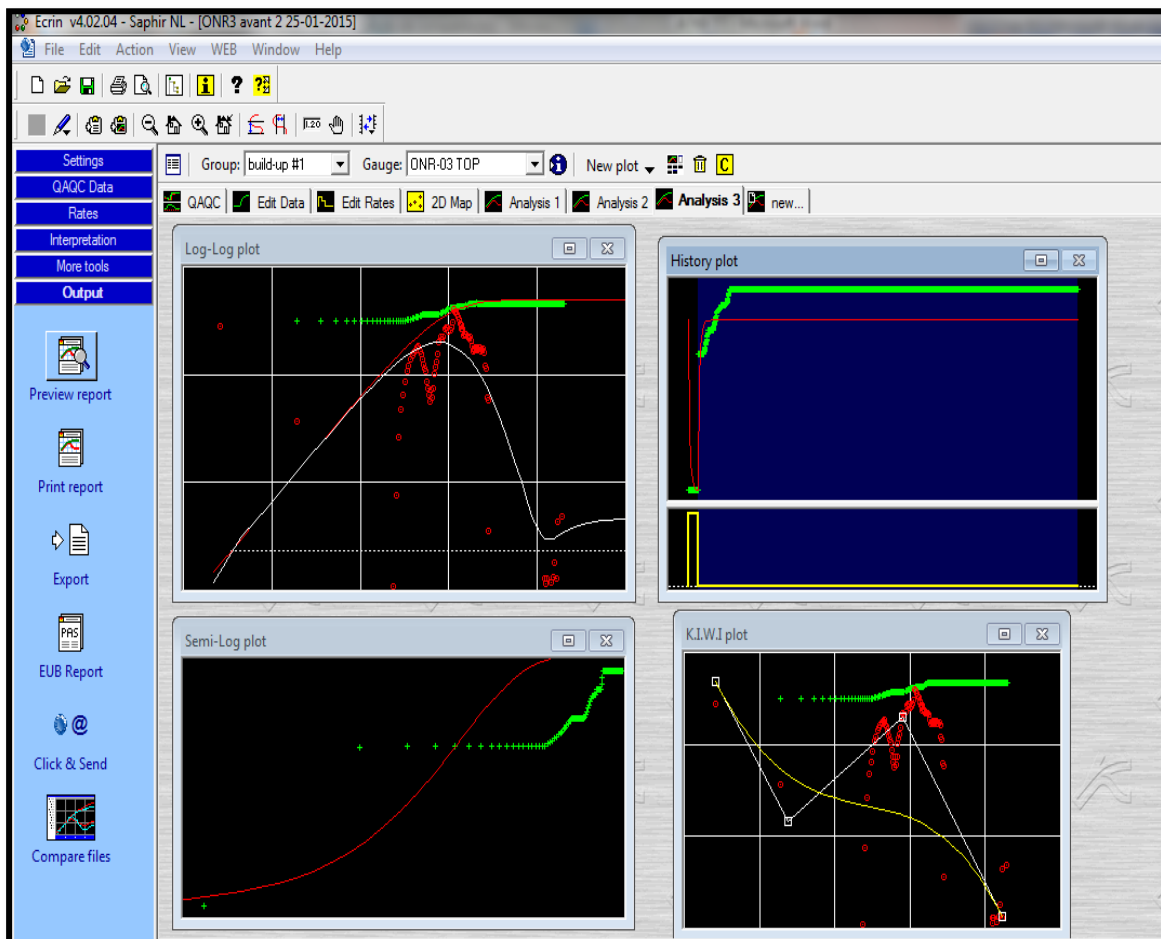 Ecrin v4.02.04 - Saphir NL - [ONR3 avant 2 25-01-2015]
File Edit Action View WEB Window Help
Settings
QAQC Data
Rates
Interpretation
More tools
Output
Preview report
Print report
Export
PAS
EUB Report
Click & Send
Compare files
Group: build-up #1 Gauge: ONR-03 TOP New plot C
QAQC Edit Data Edit Rates 2D Map Analysis 1 Analysis 2 Analysis 3 new...
Log-Log plot
History plot
Semi-Log plot
K.I.W.I plot